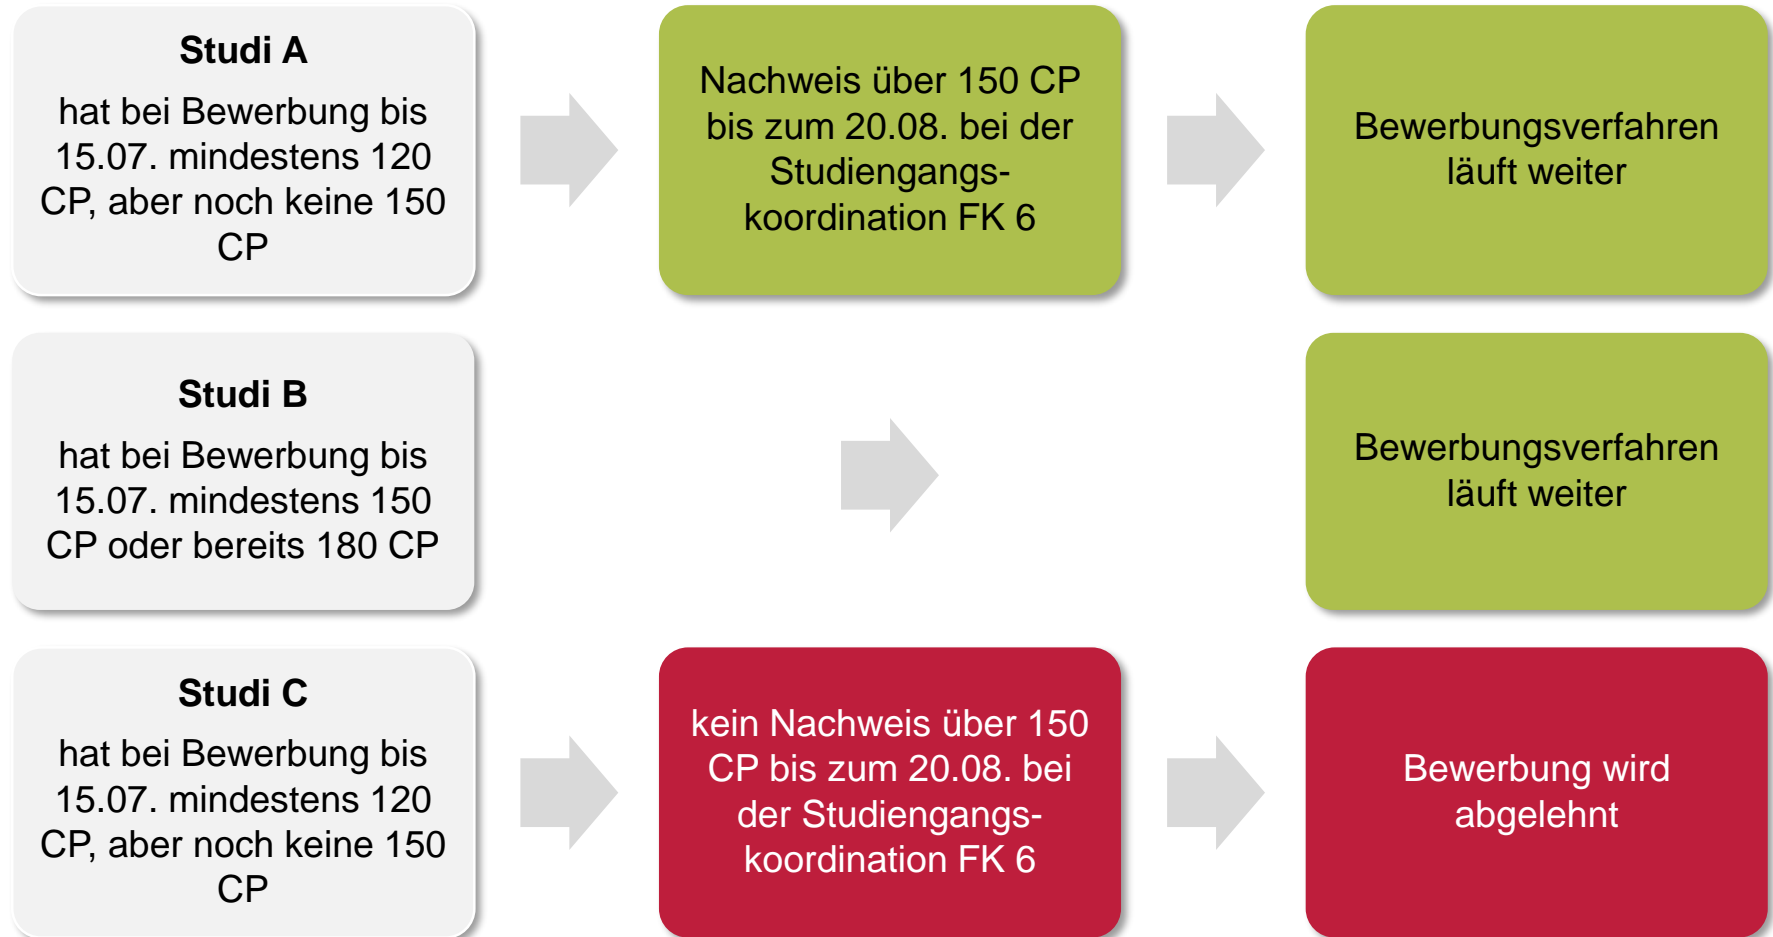 Studi A
hat bei Bewerbung bis
15.07. mindestens 120
CP, aber noch keine 150
CP
Nachweis über 150 CP
bis zum 20.08. bei der
Studiengangs-
koordination FK 6
Bewerbungsverfahren
läuft weiter
Studi B
hat bei Bewerbung bis
15.07. mindestens 150
CP oder bereits 180 CP
Bewerbungsverfahren
läuft weiter
Studi C
hat bei Bewerbung bis
15.07. mindestens 120
CP, aber noch keine 150
CP
kein Nachweis über 150
CP bis zum 20.08. bei
der Studiengangs-
koordination FK 6
Bewerbung wird
abgelehnt